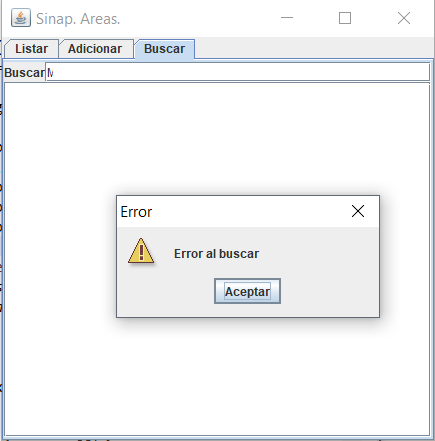 Sinap. Areas.
Listar Adicionar Buscar
Buscar M
Error
Error al buscar
Aceptar